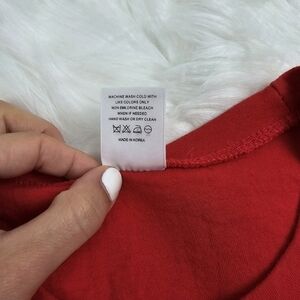 MACHINE WASH COLD WITH
LIKE COLORS ONLY
NON CHLORINE BLEACH
WHEN IF NEEDED
HAND WASH OR DRY CLEAN
MADE IN KOREA